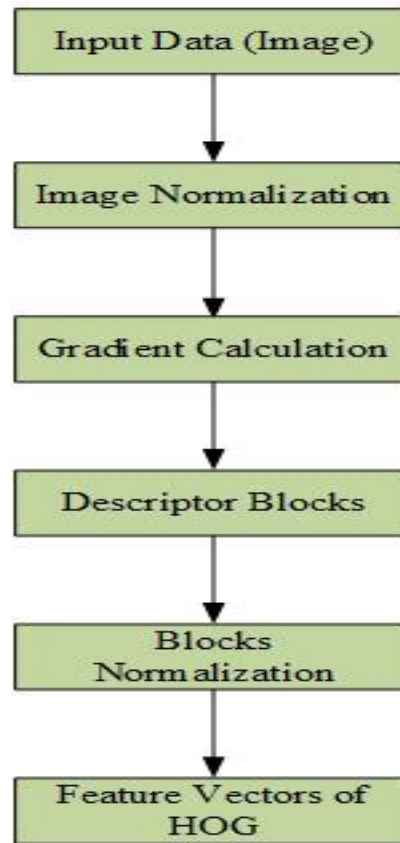 Input Data (Image)
Image Normalization
Gradient Calculation
Descriptor Blocks
Blocks
Normalization
Feature Vectors of
HOG